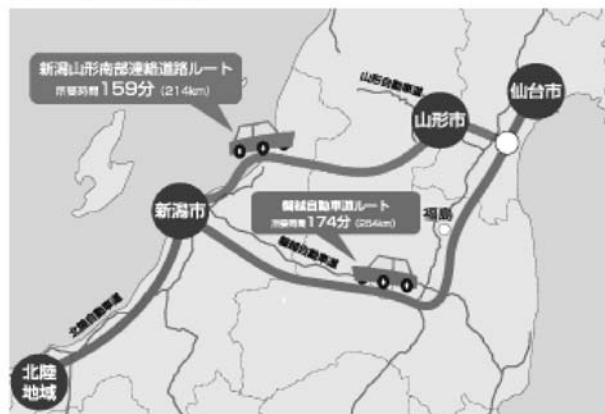 新潟山形南部連絡道路ルート
所要時間159分（214km）
山形自動車道
仙台市
山形市
新潟市
磐越自動車道ルート
所要時間174分（254km）
福島
磐越自動車道
北陸自動車道
北陸
地域